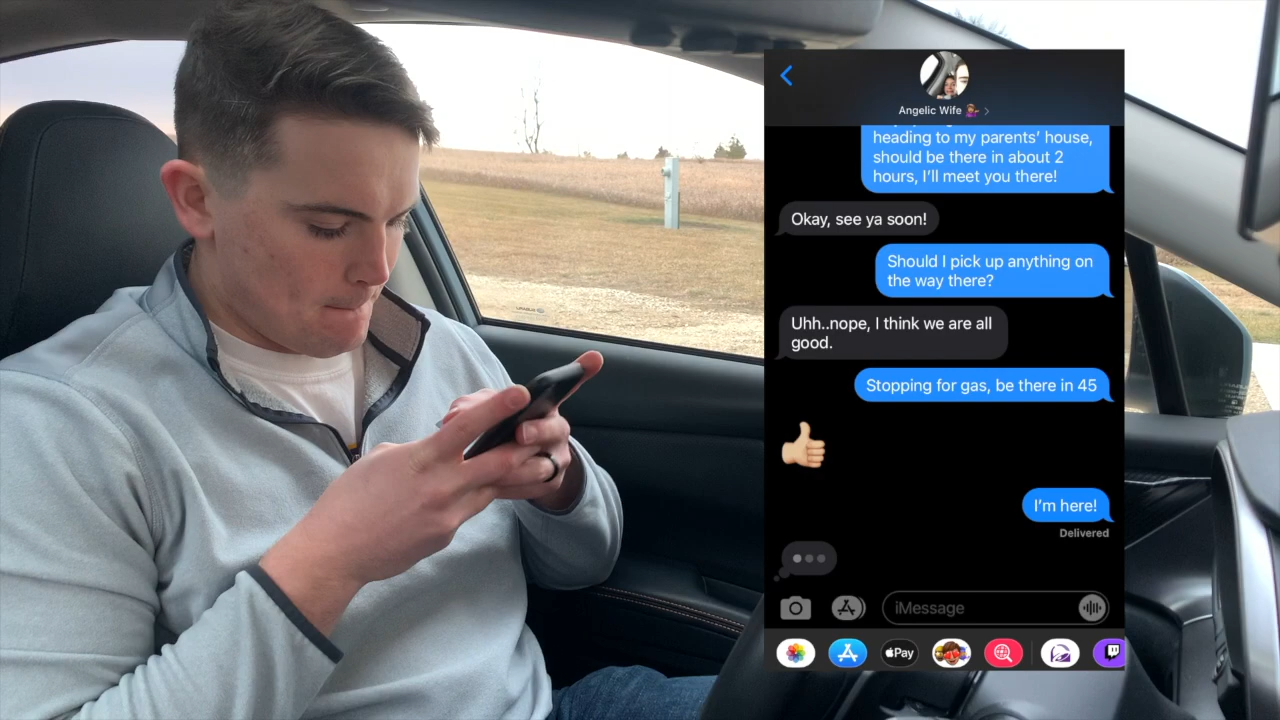 Angelic Wife
heading to my parents' house,
should be there in about 2
hours, I'll meet you there!
Okay, see ya soon!
Should I pick up anything on
the way there?
Uhh..nope, I think we are all
good.
Stopping for gas, be there in 45
I'm here!
Delivered
iMessage
Pay